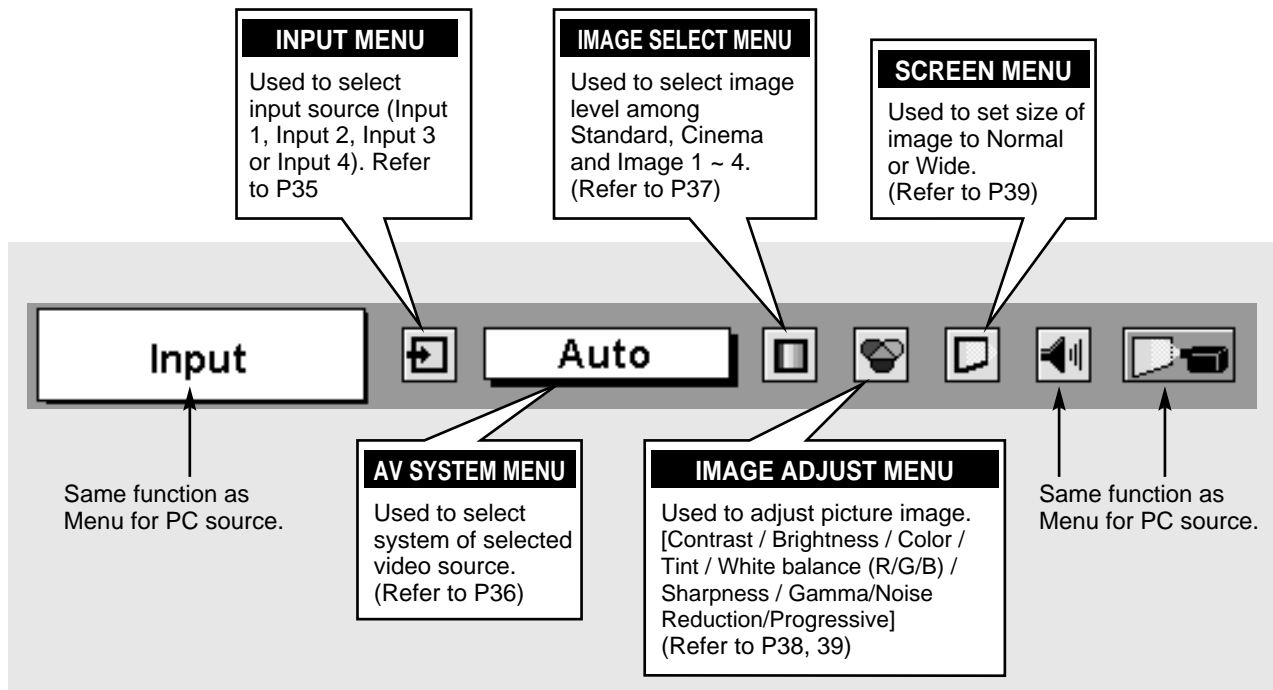 INPUT MENU
Used to select
input source (Input
1, Input 2, Input 3
or Input 4). Refer
to P35
IMAGE SELECT MENU
Used to select image
level among
Standard, Cinema
and Image 1 ~ 4.
(Refer to P37)
SCREEN MENU
Used to set size of
image to Normal
or Wide.
(Refer to P39)
Input
Auto
Same function as
Menu for PC source.
AV SYSTEM MENU
Used to select
system of selected
video source.
(Refer to P36)
IMAGE ADJUST MENU
Used to adjust picture image.
[Contrast / Brightness / Color /
Tint / White balance (R/G/B) /
Sharpness / Gamma/Noise
Reduction/Progressive]
(Refer to P38, 39)
Same function as
Menu for PC source.